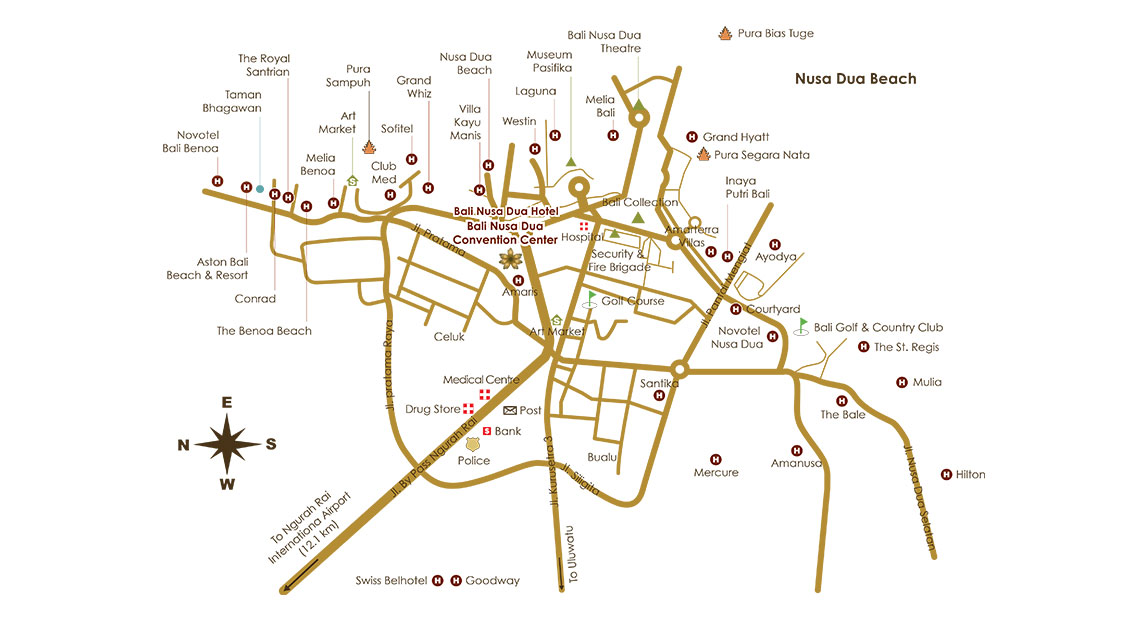 Pura Bias Tuge
Bali Nusa Dua
Theatre
Nusa Dua Beach
The Royal
Santrian
Pura
Sampuh
Grand
Whiz
Nusa Dua
Beach
Museum
Pasifika
Taman
Bhagawan
Laguna
Melia
Bali
Art
Market
Sofitel
Villa
Kayu
Manis
Westin
Novotel
Bali Benoa
Melia
Benoa
Club
Med
Grand Hyatt
Pura Segara Nata
Inaya
Putri Bali
Bali Nusa Dua Hotel
Bali Nusa Dua
Convention Center
Bali Collection
Hospital
Amarterra
Villas
Jl. Pratama
Security &
Fire Brigade
Ayodya
Jl. Pantai Mengiat
Aston Bali
Beach & Resort
Conrad
The Benoa Beach
Amaris
Golf Course
Courtyard
Art Market
Celuk
Novotel
Nusa Dua
Bali Golf & Country Club
The St. Regis
Jl. pratama Raya
Medical Centre
Santika
Mulia
Drug Store
Post
The Bale
Bank
Police
Jl. By Pass Ngurah Rai
Jl. Kurusetra 3
Jl. Siligita
Bualu
Mercure
Amanusa
Jl. Nusa Dua Selatan
Hilton
E
N
S
W
To Ngurah Rai
Internationa Airport
(12.1 km)
To Uluwatu
Swiss Belhotel
Goodway